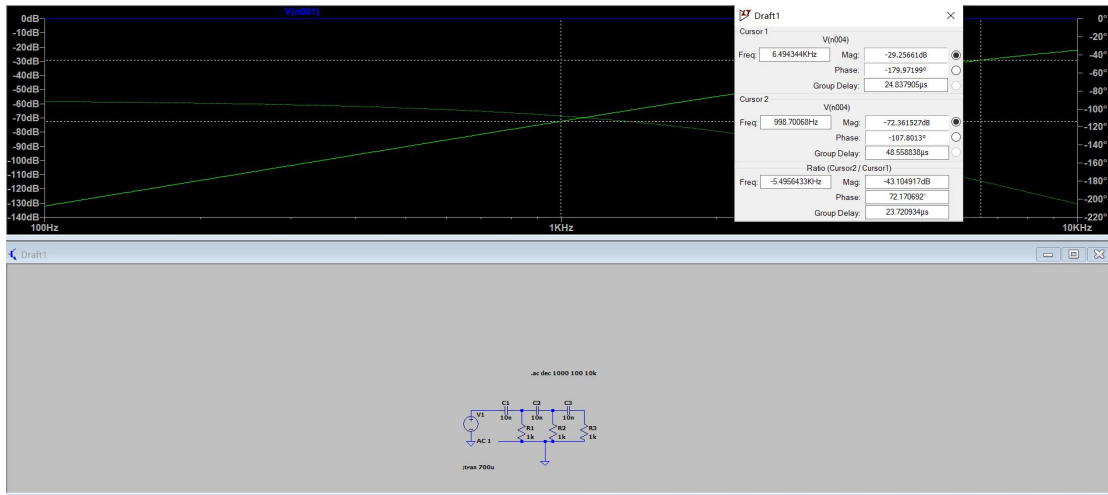 V(n001)
0dB
-10dB
-20dB
-30dB
-40dB
-50dB
-60dB
-70dB
-80dB
-90dB
-100dB
-110dB
-120dB
-130dB
-140dB
100Hz
1KHz
10KHz
0°
-20°
-40°
-60°
-80°
-100°
-120°
-140°
-160°
-180°
-200°
-220°
Draft1
Cursor 1
V(n004)
Freq: 6.494344KHz Mag: -29.25661dB
Phase: -179.97199°
Group Delay: 24.837905µs
Cursor 2
V(n004)
Freq: 998.70068Hz Mag: -72.361527dB
Phase: -107.8013°
Group Delay: 48.558838µs
Ratio (Cursor2 / Cursor1)
Freq: -5.4956433KHz Mag: -43.104917dB
Phase: 72.170692°
Group Delay: 23.720934µs
Draft1
.ac dec 1000 100 10k
C1 C2 C3
10n 10n 10n
V1
R1 R2 R3
1k 1k 1k
AC 1
;tran 700u